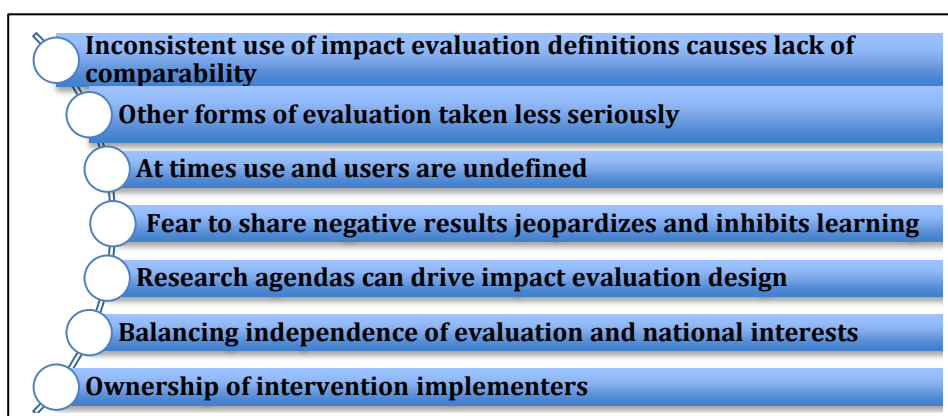 Inconsistent use of impact evaluation definitions causes lack of
comparability
Other forms of evaluation taken less seriously
At times use and users are undefined
Fear to share negative results jeopardizes and inhibits learning
Research agendas can drive impact evaluation design
Balancing independence of evaluation and national interests
Ownership of intervention implementers